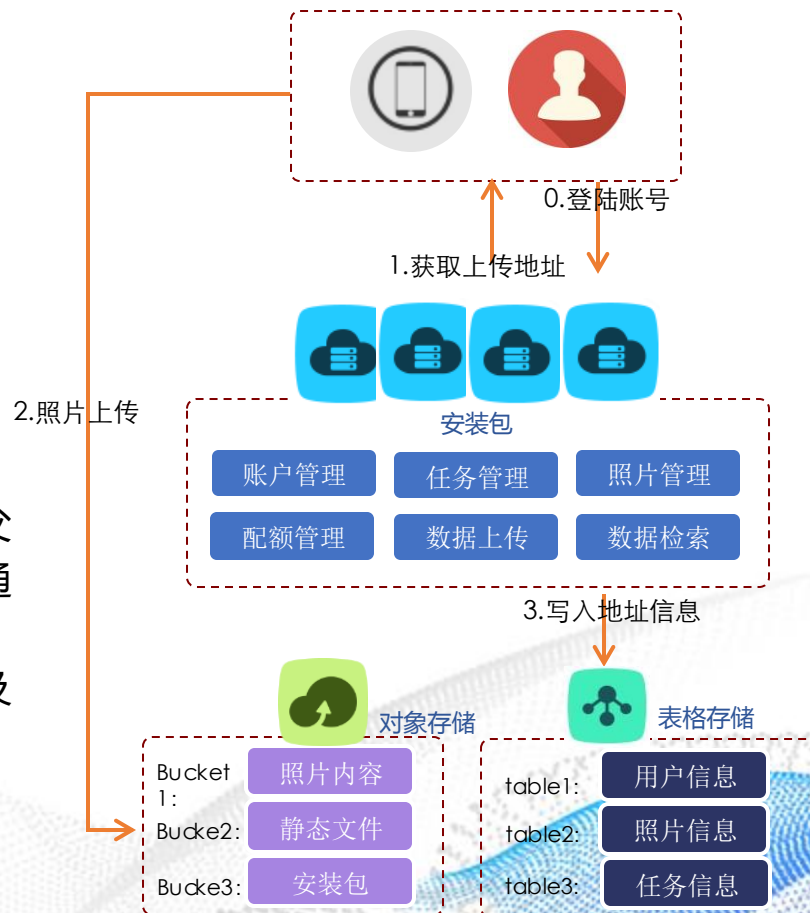 0.登陆账号
1.获取上传地址
2.照片上传
安装包
账户管理 任务管理 照片管理
配额管理 数据上传 数据检索
通
及
3.写入地址信息
对象存储
表格存储
Bucket
1:
照片内容
Bucke2: 静态文件
Bucke3: 安装包
table1: 用户信息
table2: 照片信息
table3: 任务信息